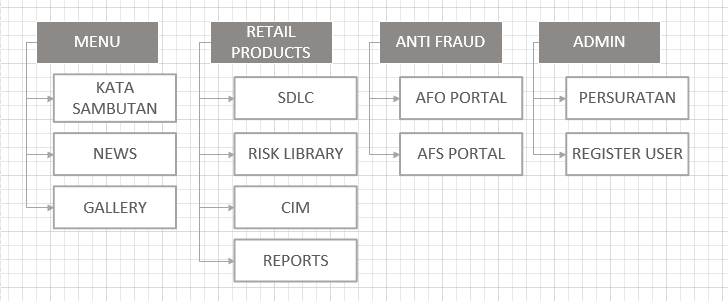 MENU
KATA
SAMBUTAN
NEWS
GALLERY
RETAIL
PRODUCTS
SDLC
RISK LIBRARY
CIM
REPORTS
ANTI FRAUD
AFO PORTAL
AFS PORTAL
ADMIN
PERSURATAN
REGISTER USER